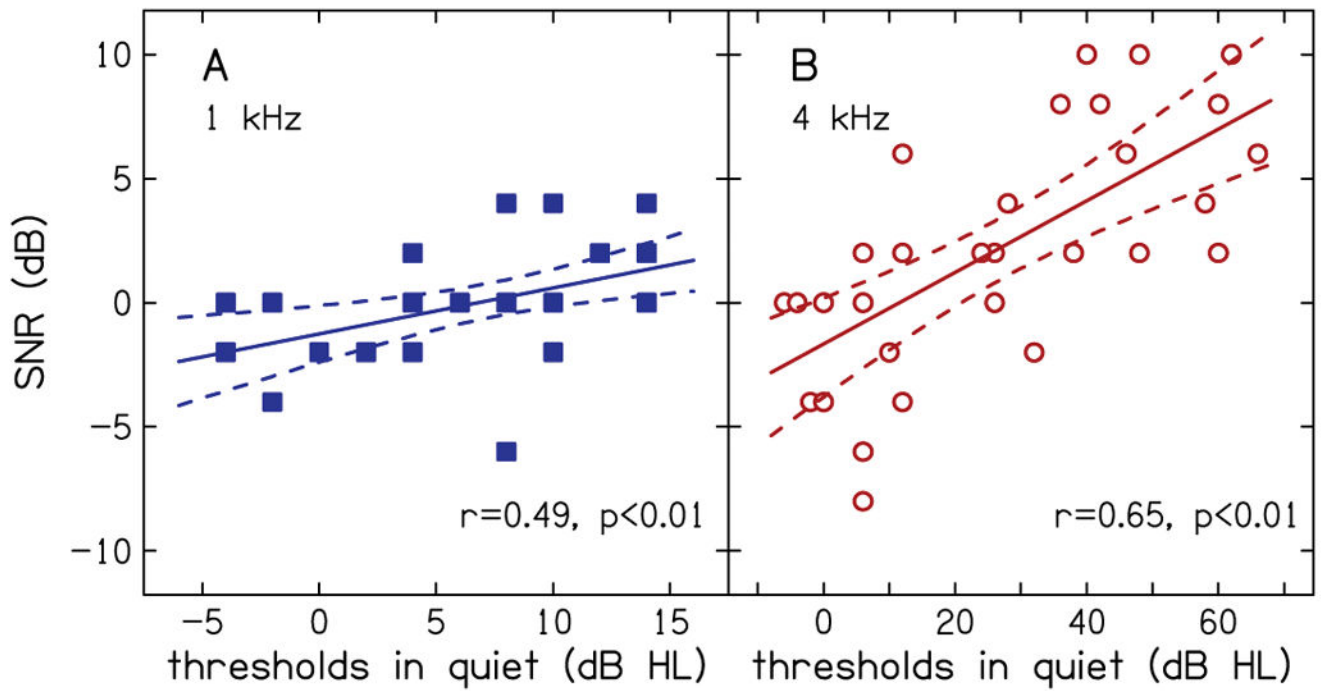 A
1 kHz
r=0.49, p<0.01
B
4 kHz
r=0.65, p<0.01
SNR (dB)
10
5
0
−5
−10
−5 0 5 10 15
thresholds in quiet (dB HL)
0 20 40 60
thresholds in quiet (dB HL)